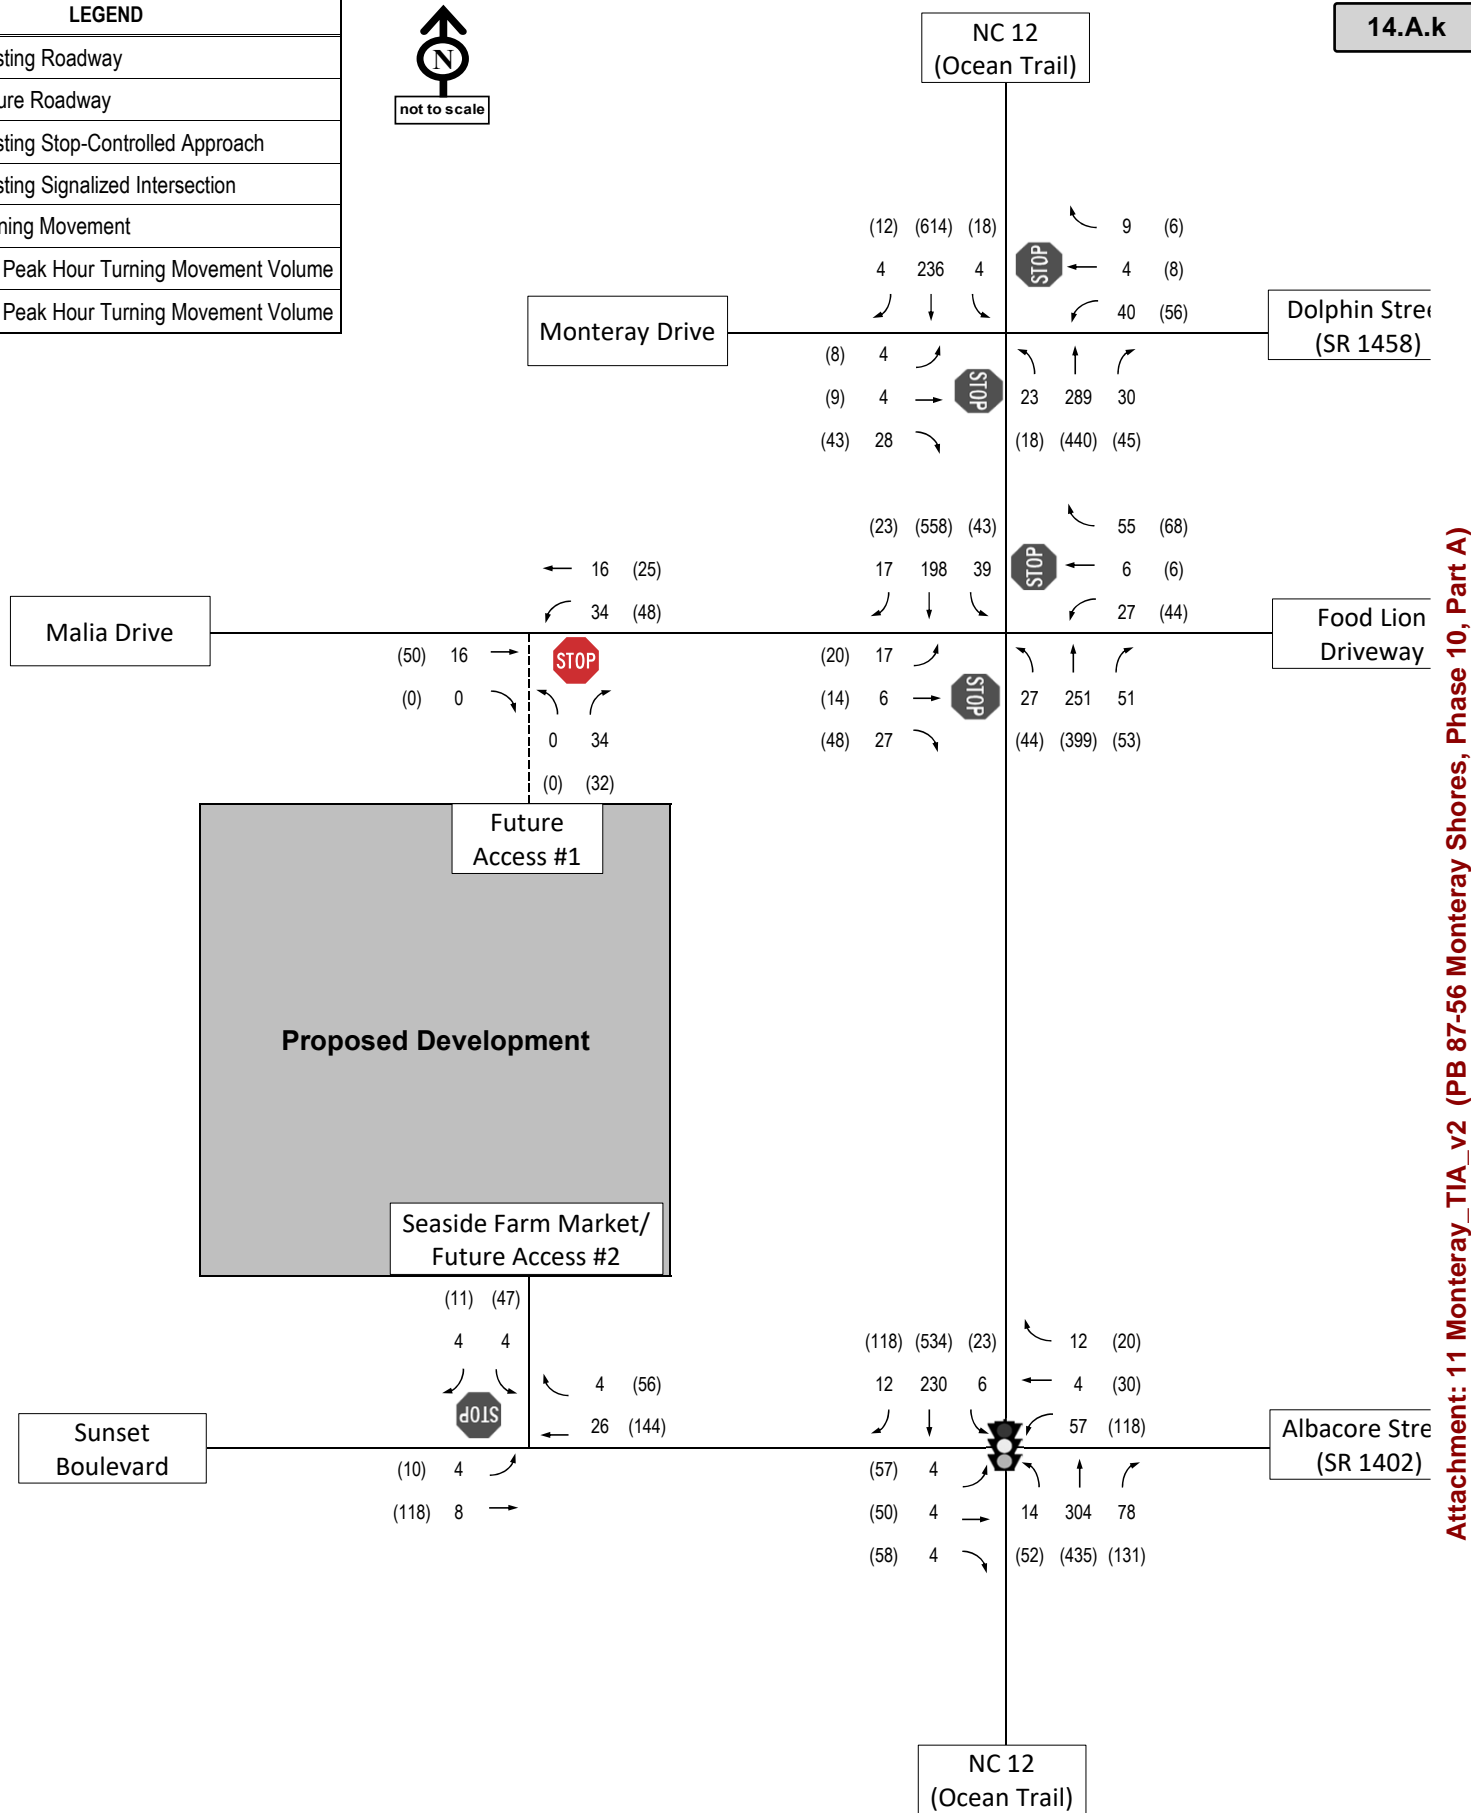 LEGEND
sting Roadway
ure Roadway
sting Stop-Controlled Approach
sting Signalized Intersection
ning Movement
Peak Hour Turning Movement Volume
Peak Hour Turning Movement Volume
N
not to scale
NC 12
(Ocean Trail)
14.A.k
(12) (614) (18)
4 236 4
STOP
9 (6)
4 (8)
40 (56)
Monteray Drive
Dolphin Stree
(SR 1458)
(8) 4
(9) 4
(43) 28
STOP
23 289 30
(18) (440) (45)
(23) (558) (43)
17 198 39
STOP
55 (68)
6 (6)
27 (44)
16 (25)
34 (48)
Malia Drive
Food Lion
Driveway
(50) 16
(0) 0
STOP
0 34
(0) (32)
(20) 17
(14) 6
(48) 27
STOP
27 251 51
(44) (399) (53)
Future
Access #1
Proposed Development
Seaside Farm Market/
Future Access #2
(11) (47)
4 4
STOP
4 (56)
26 (144)
(118) (534) (23)
12 230 6
12 (20)
4 (30)
57 (118)
Sunset
Boulevard
Albacore Stre
(SR 1402)
(10) 4
(118) 8
(57) 4
(50) 4
(58) 4
14 304 78
(52) (435) (131)
NC 12
(Ocean Trail)
Attachment: 11 Monteray_TIA_v2 (PB 87-56 Monteray Shores, Phase 10, Part A)